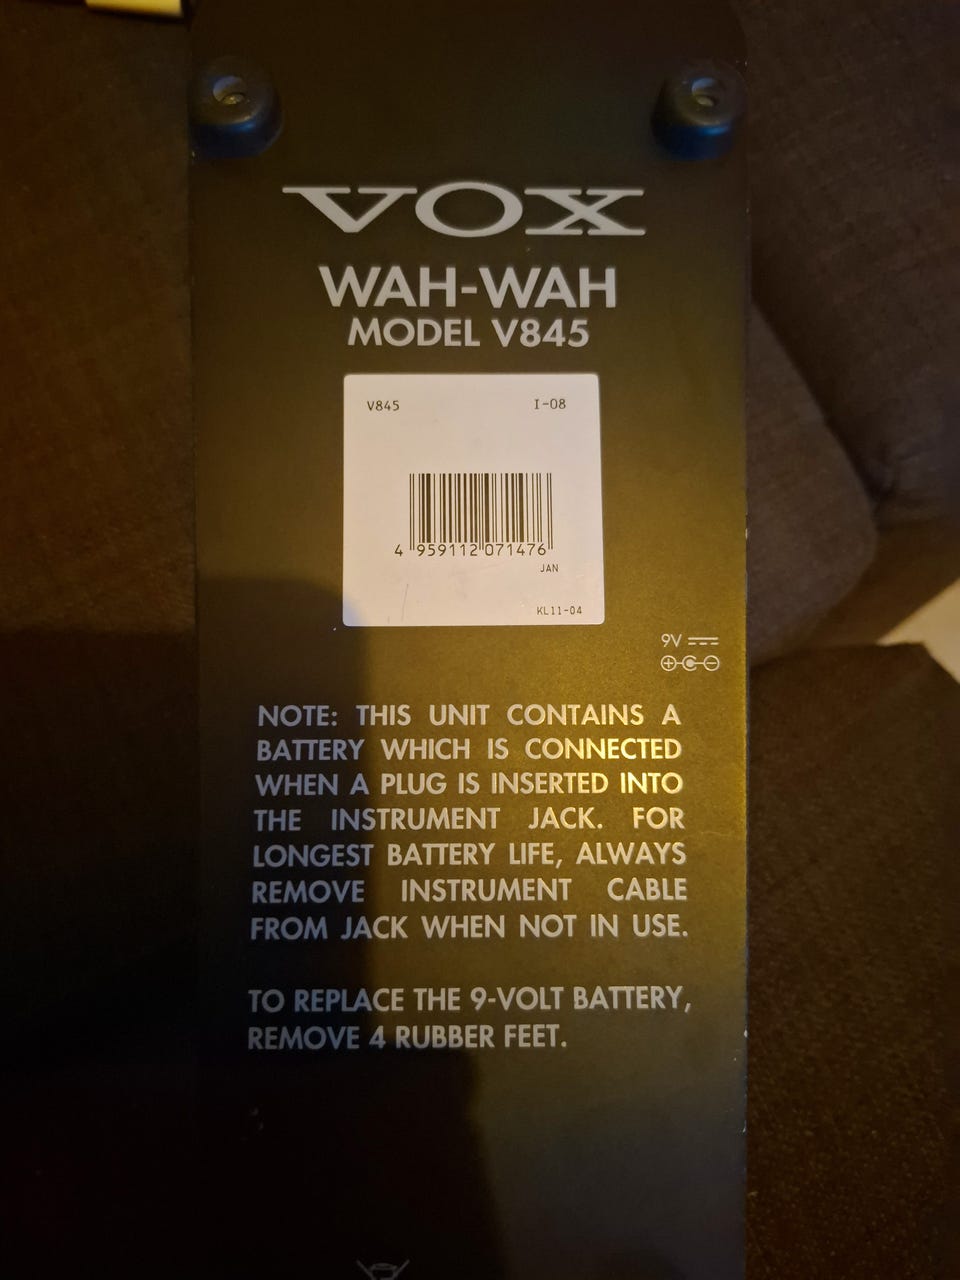 VOX
WAH-WAH
MODEL V845
V845 I-08
4 959112 071476
JAN
KL11-04
9V
NOTE: THIS UNIT CONTAINS A
BATTERY WHICH IS CONNECTED
WHEN A PLUG IS INSERTED INTO
THE INSTRUMENT JACK. FOR
LONGEST BATTERY LIFE, ALWAYS
REMOVE INSTRUMENT CABLE
FROM JACK WHEN NOT IN USE.
TO REPLACE THE 9-VOLT BATTERY,
REMOVE 4 RUBBER FEET.